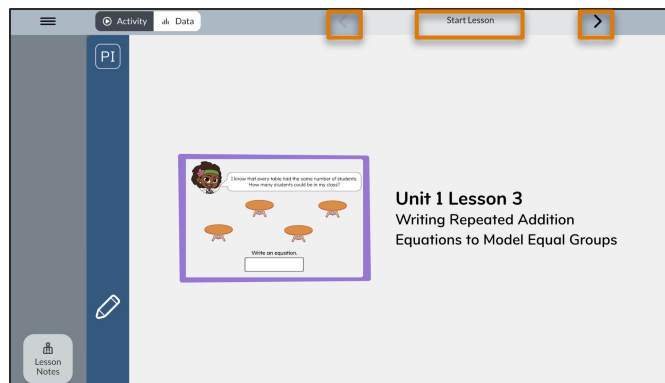 Activity
Data
Start Lesson
PI
I know that every table had the same number of students.
How many students could be in my class?
Write an equation.
Unit 1 Lesson 3
Writing Repeated Addition
Equations to Model Equal Groups
Lesson
Notes